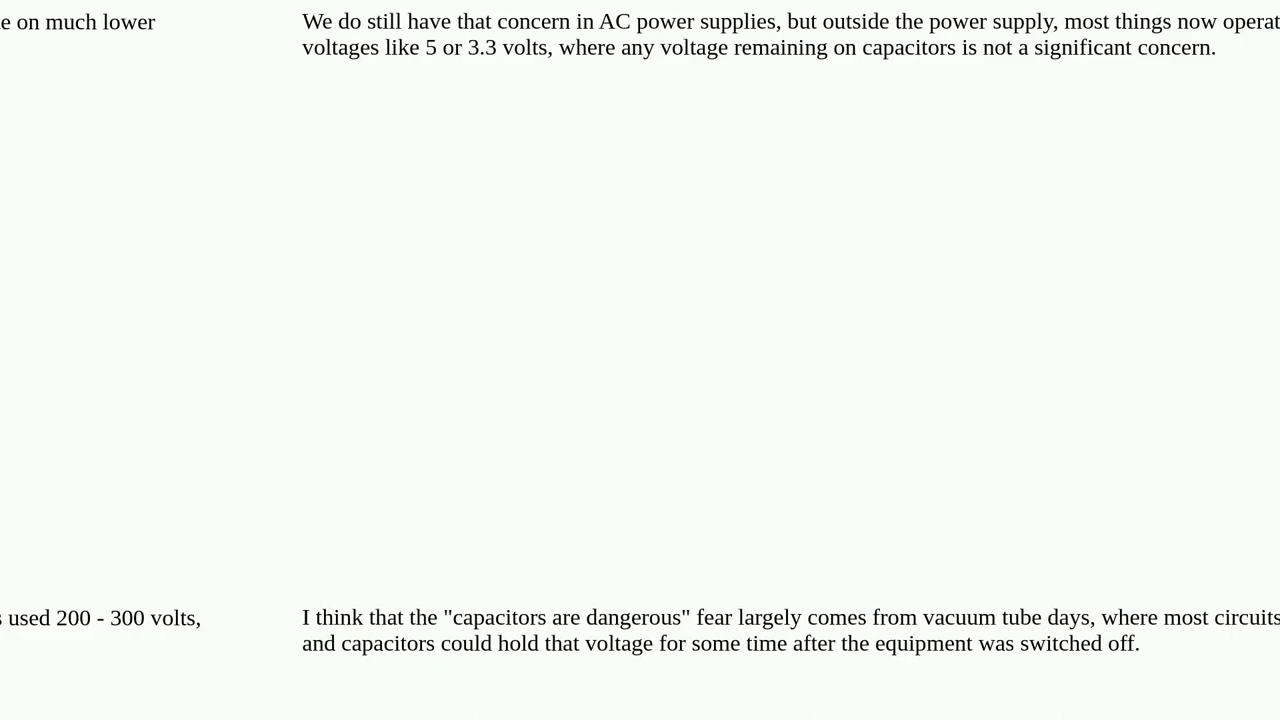 e on much lower
We do still have that concern in AC power supplies, but outside the power supply, most things now operat
voltages like 5 or 3.3 volts, where any voltage remaining on capacitors is not a significant concern.
s used 200 - 300 volts,
I think that the "capacitors are dangerous" fear largely comes from vacuum tube days, where most circuits
and capacitors could hold that voltage for some time after the equipment was switched off.